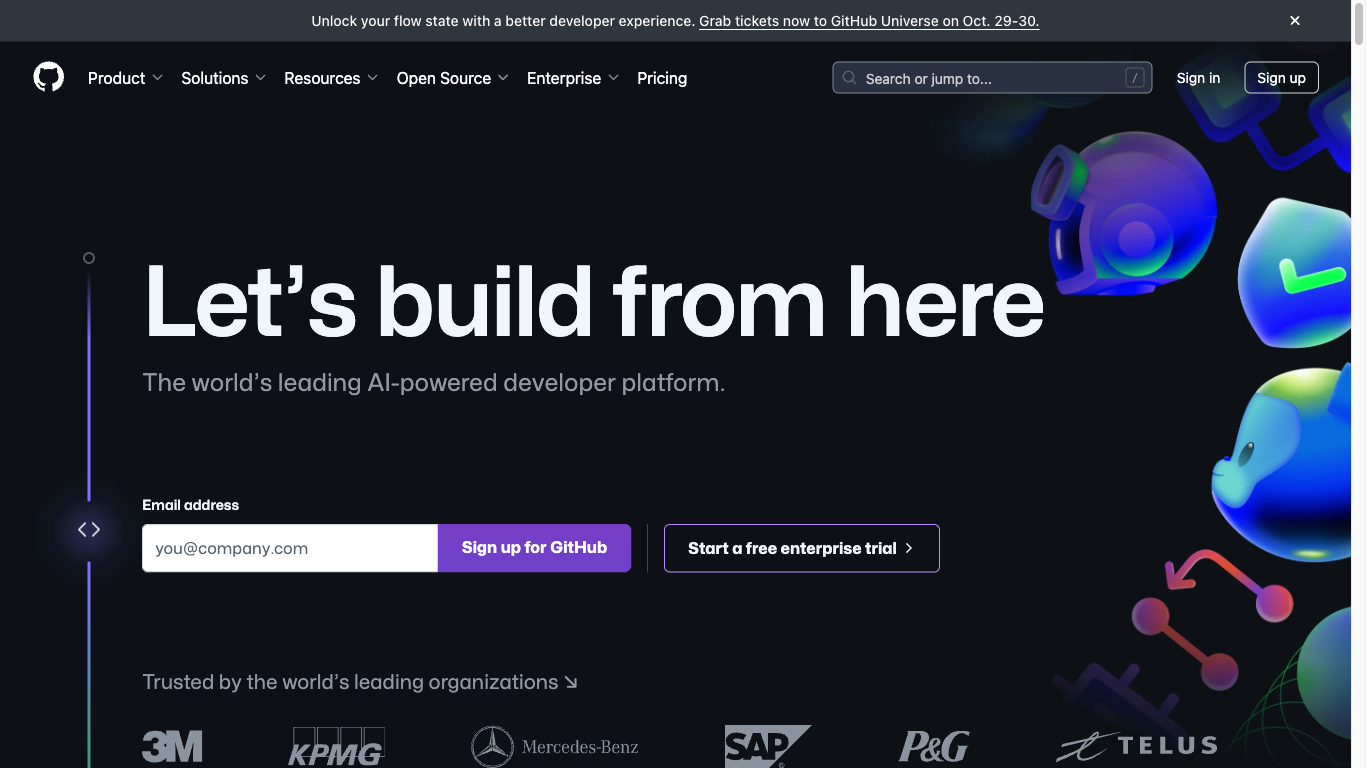 Unlock your flow state with a better developer experience. Grab tickets now to GitHub Universe on Oct. 29-30.
Product Solutions Resources Open Source Enterprise Pricing Search or jump to... / Sign in Sign up
Let’s build from here
The world’s leading AI-powered developer platform.
Email address
you@company.com Sign up for GitHub Start a free enterprise trial
Trusted by the world’s leading organizations
3M KPMG Mercedes-Benz SAP P&G TELUS